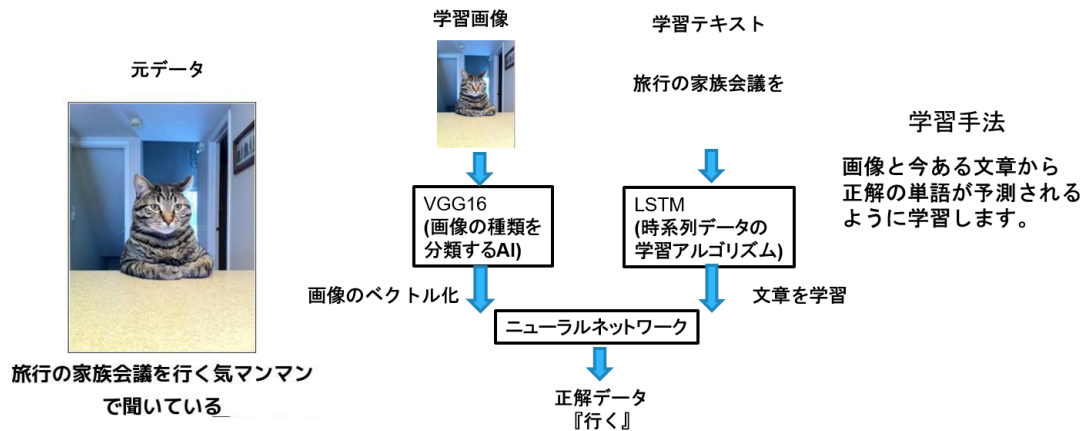 元データ
旅行の家族会議を行く気マンマン
で聞いている
学習画像
学習テキスト
旅行の家族会議を
VGG16
(画像の種類を
分類するAI)
LSTM
(時系列データの
学習アルゴリズム)
画像のベクトル化
文章を学習
ニューラルネットワーク
正解データ
『行く』
学習手法
画像と今ある文章から
正解の単語が予測される
ように学習します。